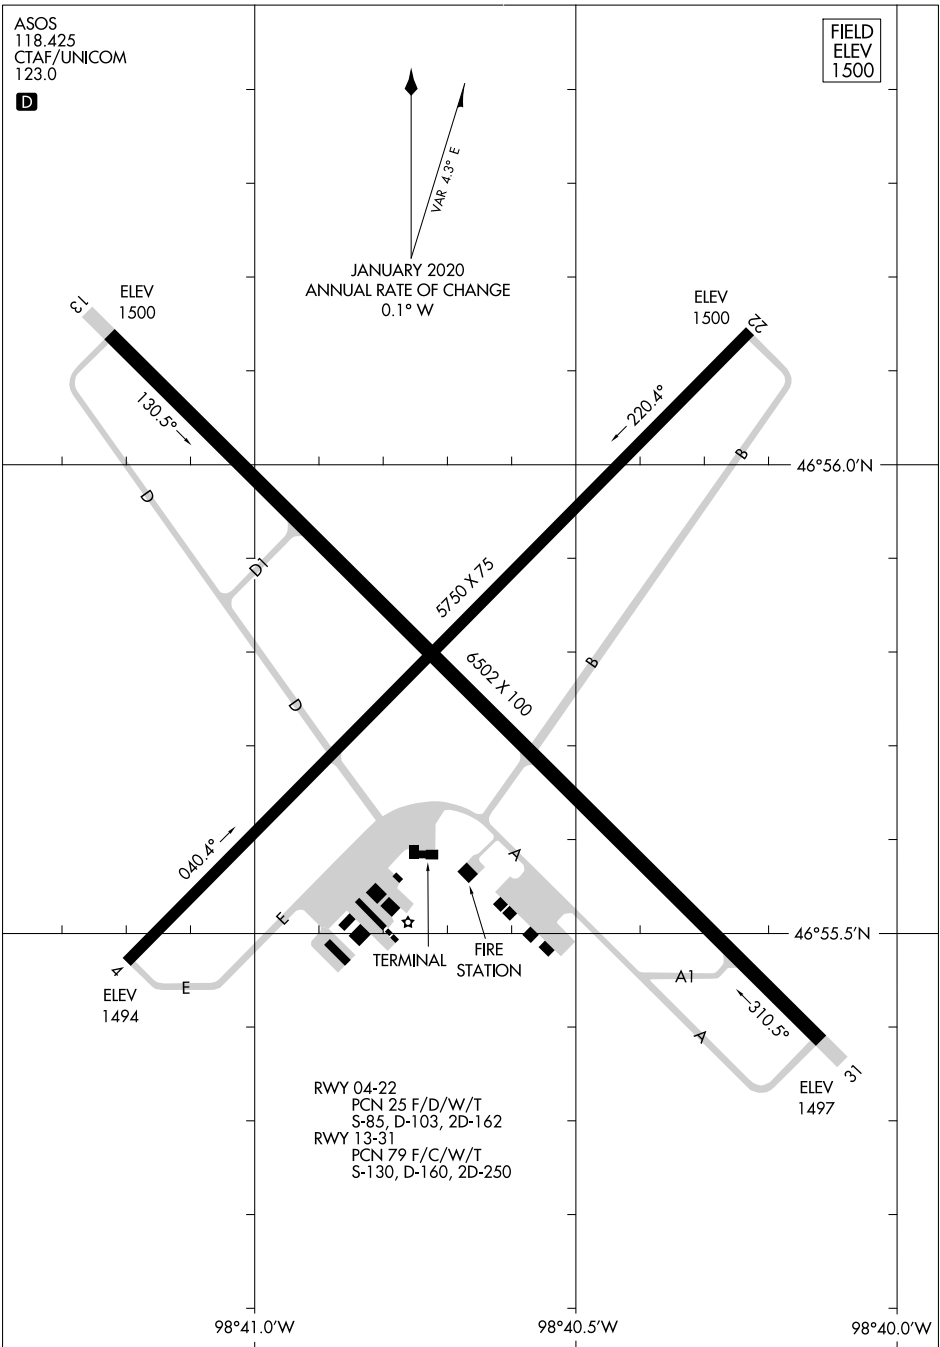 ASOS
118.425
CTAF/UNICOM
123.0
D
FIELD
ELEV
1500
VAR 4.3° E
JANUARY 2020
ANNUAL RATE OF CHANGE
0.1° W
13
ELEV
1500
ELEV
1500
22
130.5°
220.4°
46°56.0'N
D
B
D1
5750 X 75
6502 X 100
B
D
040.4°
A
E
46°55.5'N
TERMINAL
FIRE
STATION
4
ELEV
1494
E
A1
310.5°
A
31
ELEV
1497
RWY 04-22
PCN 25 F/D/W/T
S-85, D-103, 2D-162
RWY 13-31
PCN 79 F/C/W/T
S-130, D-160, 2D-250
98°41.0'W
98°40.5'W
98°40.0'W